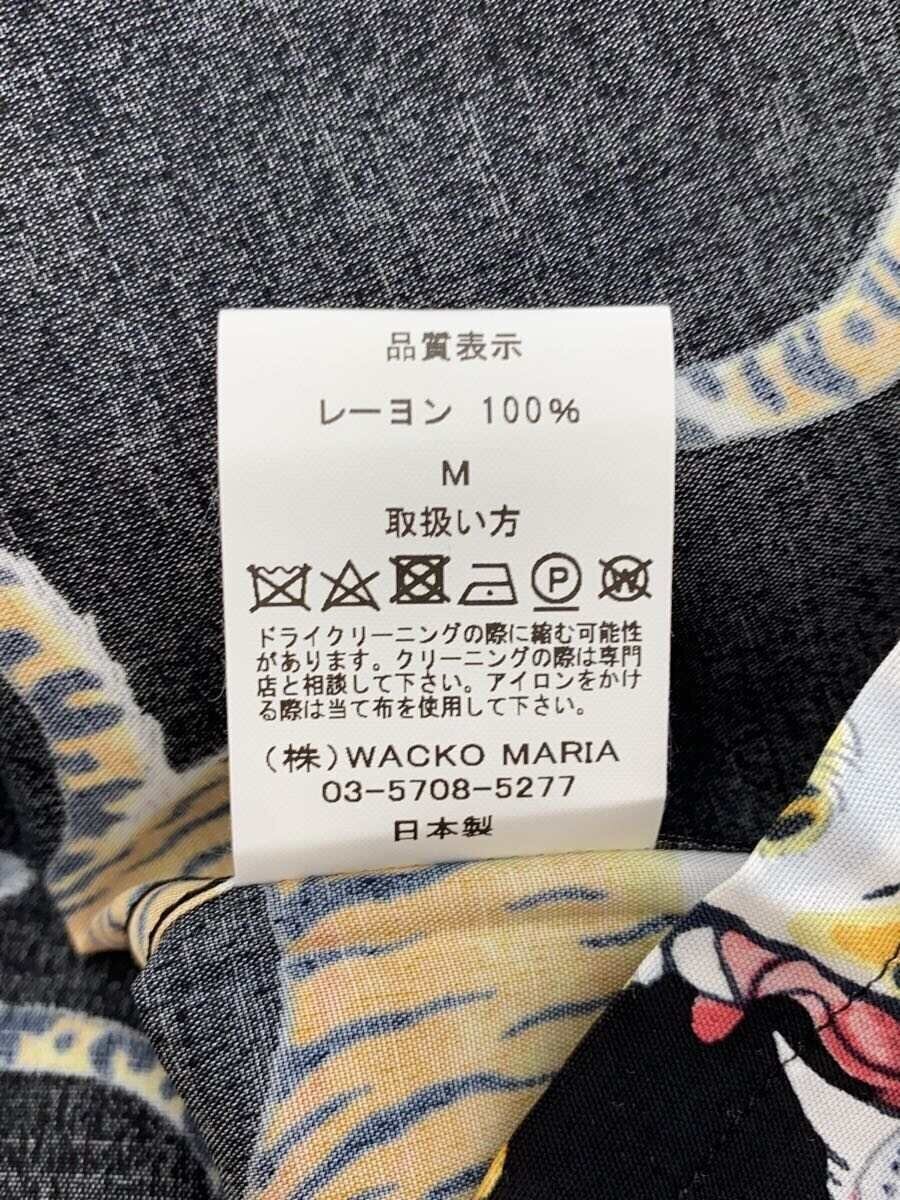 品質表示
レーヨン 100%
M
取扱い方
P W
ドライクリーニングの際に縮む可能性
があります。クリーニングの際は専門
店と相談して下さい。アイロンをかけ
る際は当て布を使用して下さい。
(株)WACKO MARIA
03-5708-5277
日本製